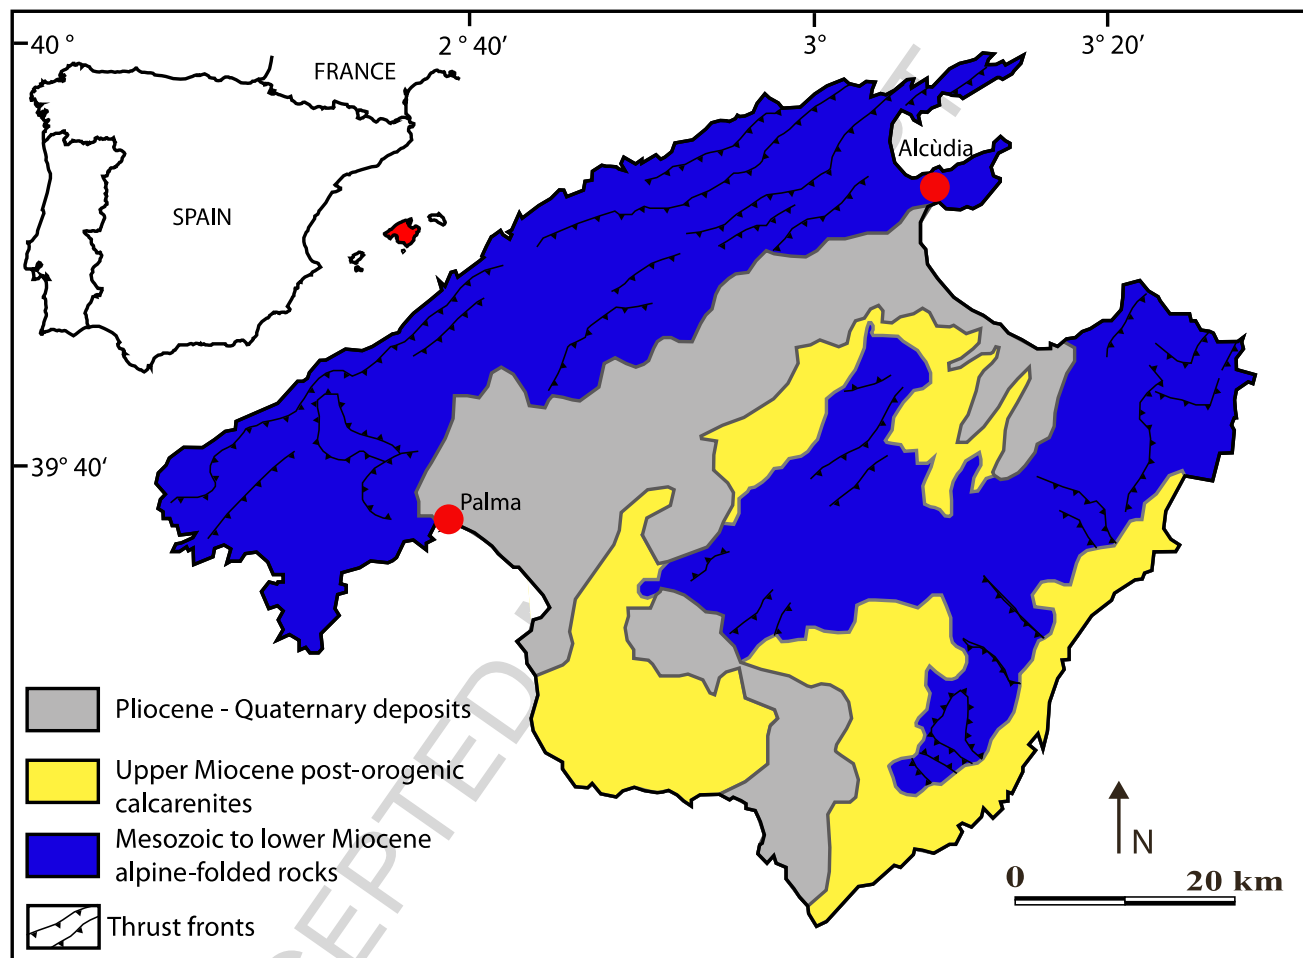 40°
2° 40′
3°
3° 20′
FRANCE
Alcùdia
SPAIN
39° 40′
Palma
Pliocene - Quaternary deposits
Upper Miocene post-orogenic
calcarenites
Mesozoic to lower Miocene
alpine-folded rocks
Thrust fronts
N
0
20 km